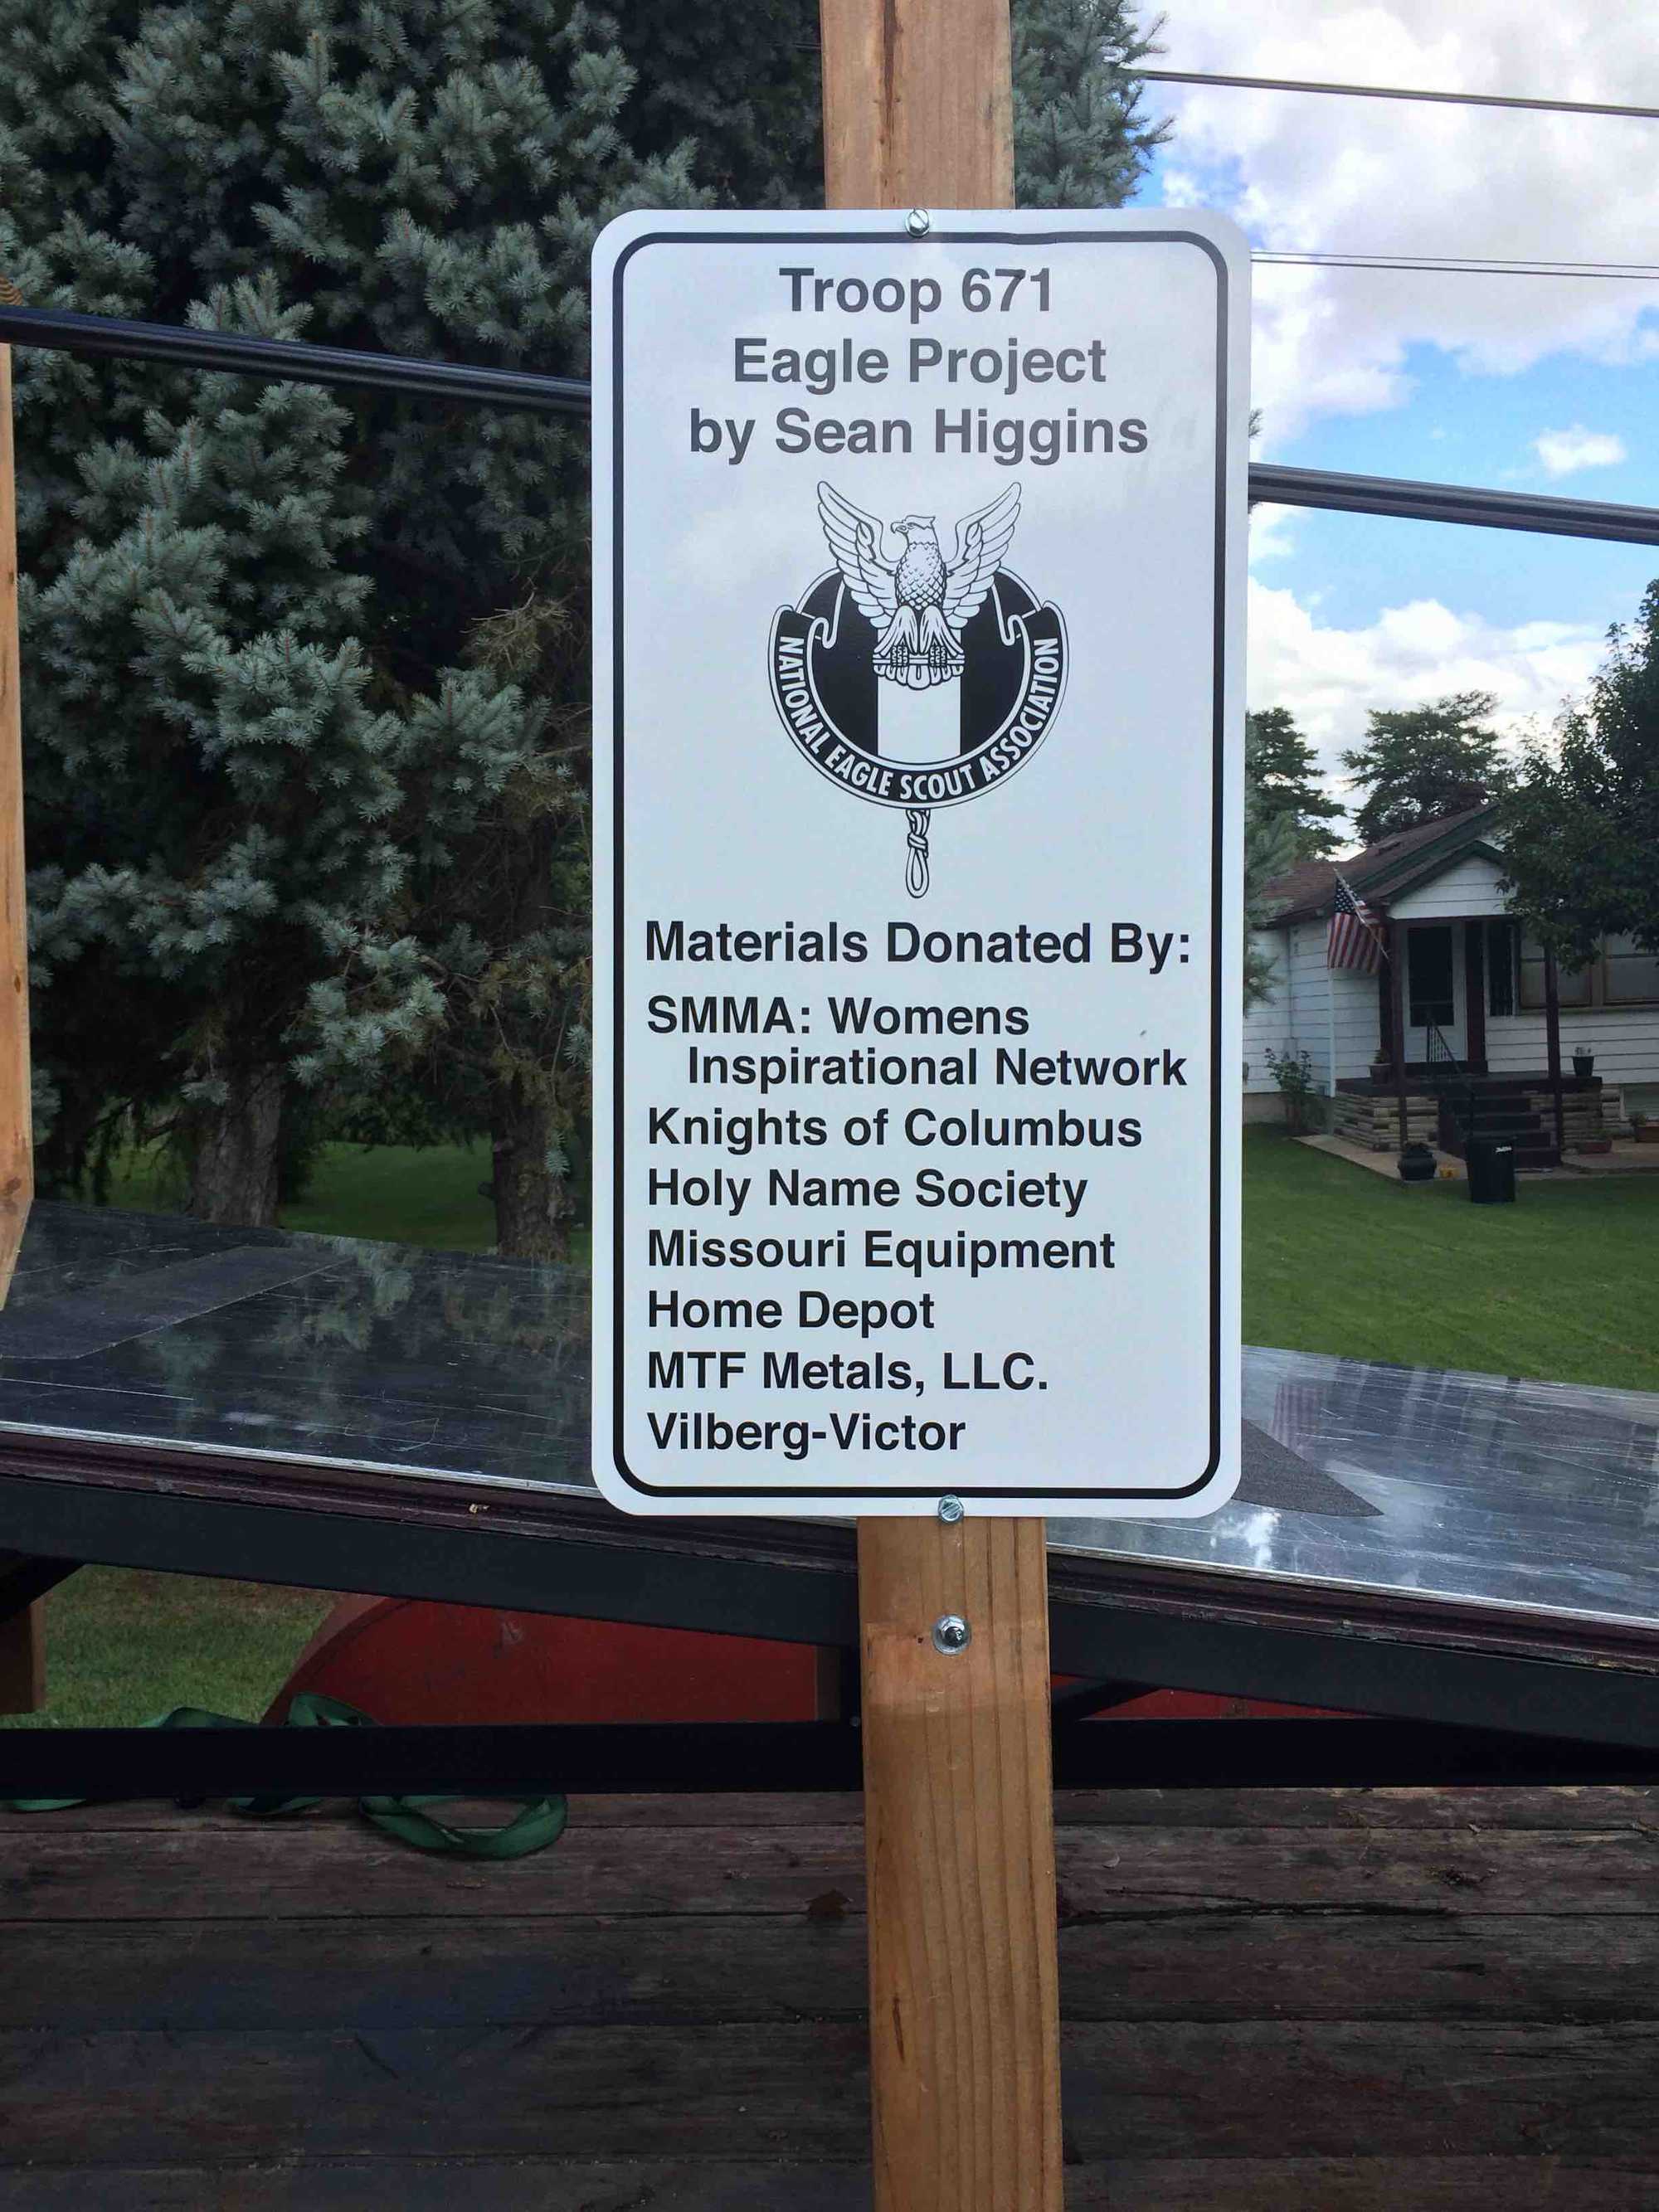 Troop 671
Eagle Project
by Sean Higgins
NATIONAL EAGLE SCOUT ASSOCIATION
Materials Donated By:
SMMA: Womens
Inspirational Network
Knights of Columbus
Holy Name Society
Missouri Equipment
Home Depot
MTF Metals, LLC.
Vilberg-Victor